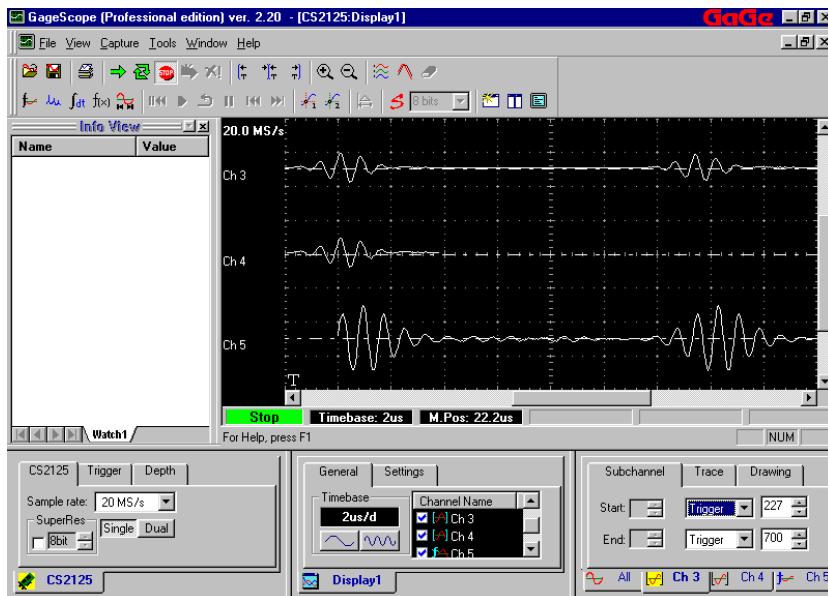 GageScope (Professional edition) ver. 2.20 - [CS2125:Display1]
GaGe
File View Capture Tools Window Help
STOP
∫dt f(x)
1 2
8 bits
Info View
Name Value
Watch1
20.0 MS/s
Ch 3
Ch 4
Ch 5
T
Stop Timebase: 2us M.Pos: 22.2us
For Help, press F1
NUM
CS2125 Trigger Depth
Sample rate: 20 MS/s
SuperRes
8bit
Single Dual
CS2125
General Settings
Timebase
2us/d
Channel Name
Ch 3
Ch 4
Ch 5
Display1
Subchannel Trace Drawing
Start: Trigger 227
End: Trigger 700
All Ch 3 Ch 4 Ch 5